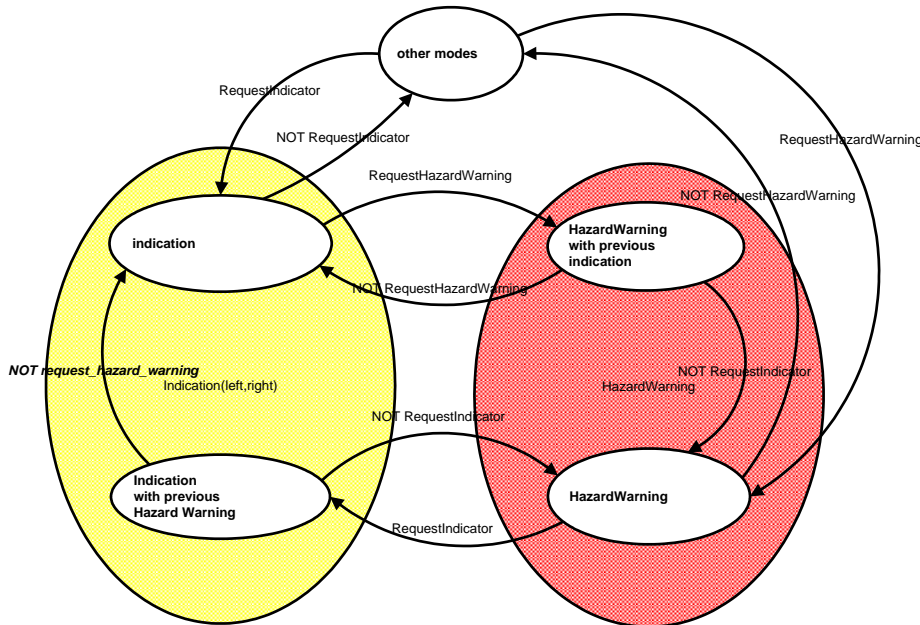 other modes
RequestIndicator
NOT RequestIndicator
RequestHazardWarning
RequestHazardWarning
NOT RequestHazardWarning
indication
HazardWarning
with previous
indication
NOT RequestHazardWarning
NOT request_hazard_warning
Indication(left,right)
NOT RequestIndicator
HazardWarning
NOT RequestIndicator
Indication
with previous
Hazard Warning
HazardWarning
RequestIndicator